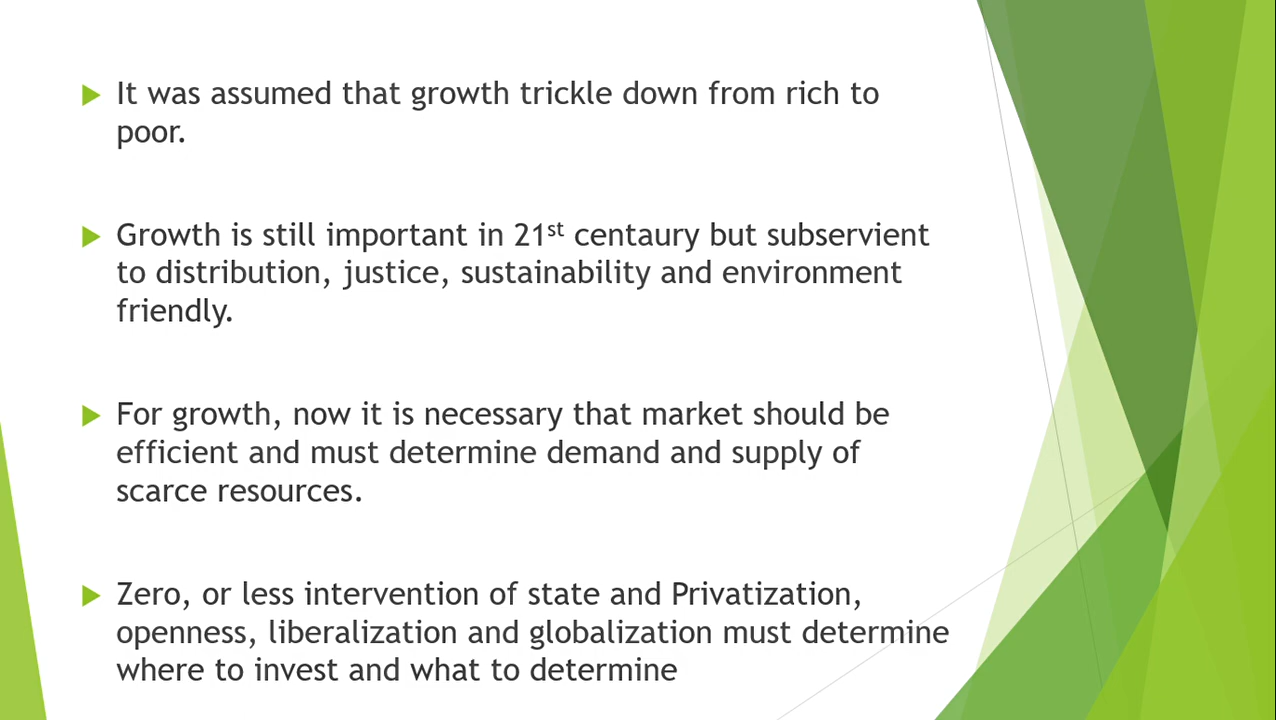 It was assumed that growth trickle down from rich to
poor.
Growth is still important in 21st centaury but subservient
to distribution, justice, sustainability and environment
friendly.
For growth, now it is necessary that market should be
efficient and must determine demand and supply of
scarce resources.
Zero, or less intervention of state and Privatization,
openness, liberalization and globalization must determine
where to invest and what to determine